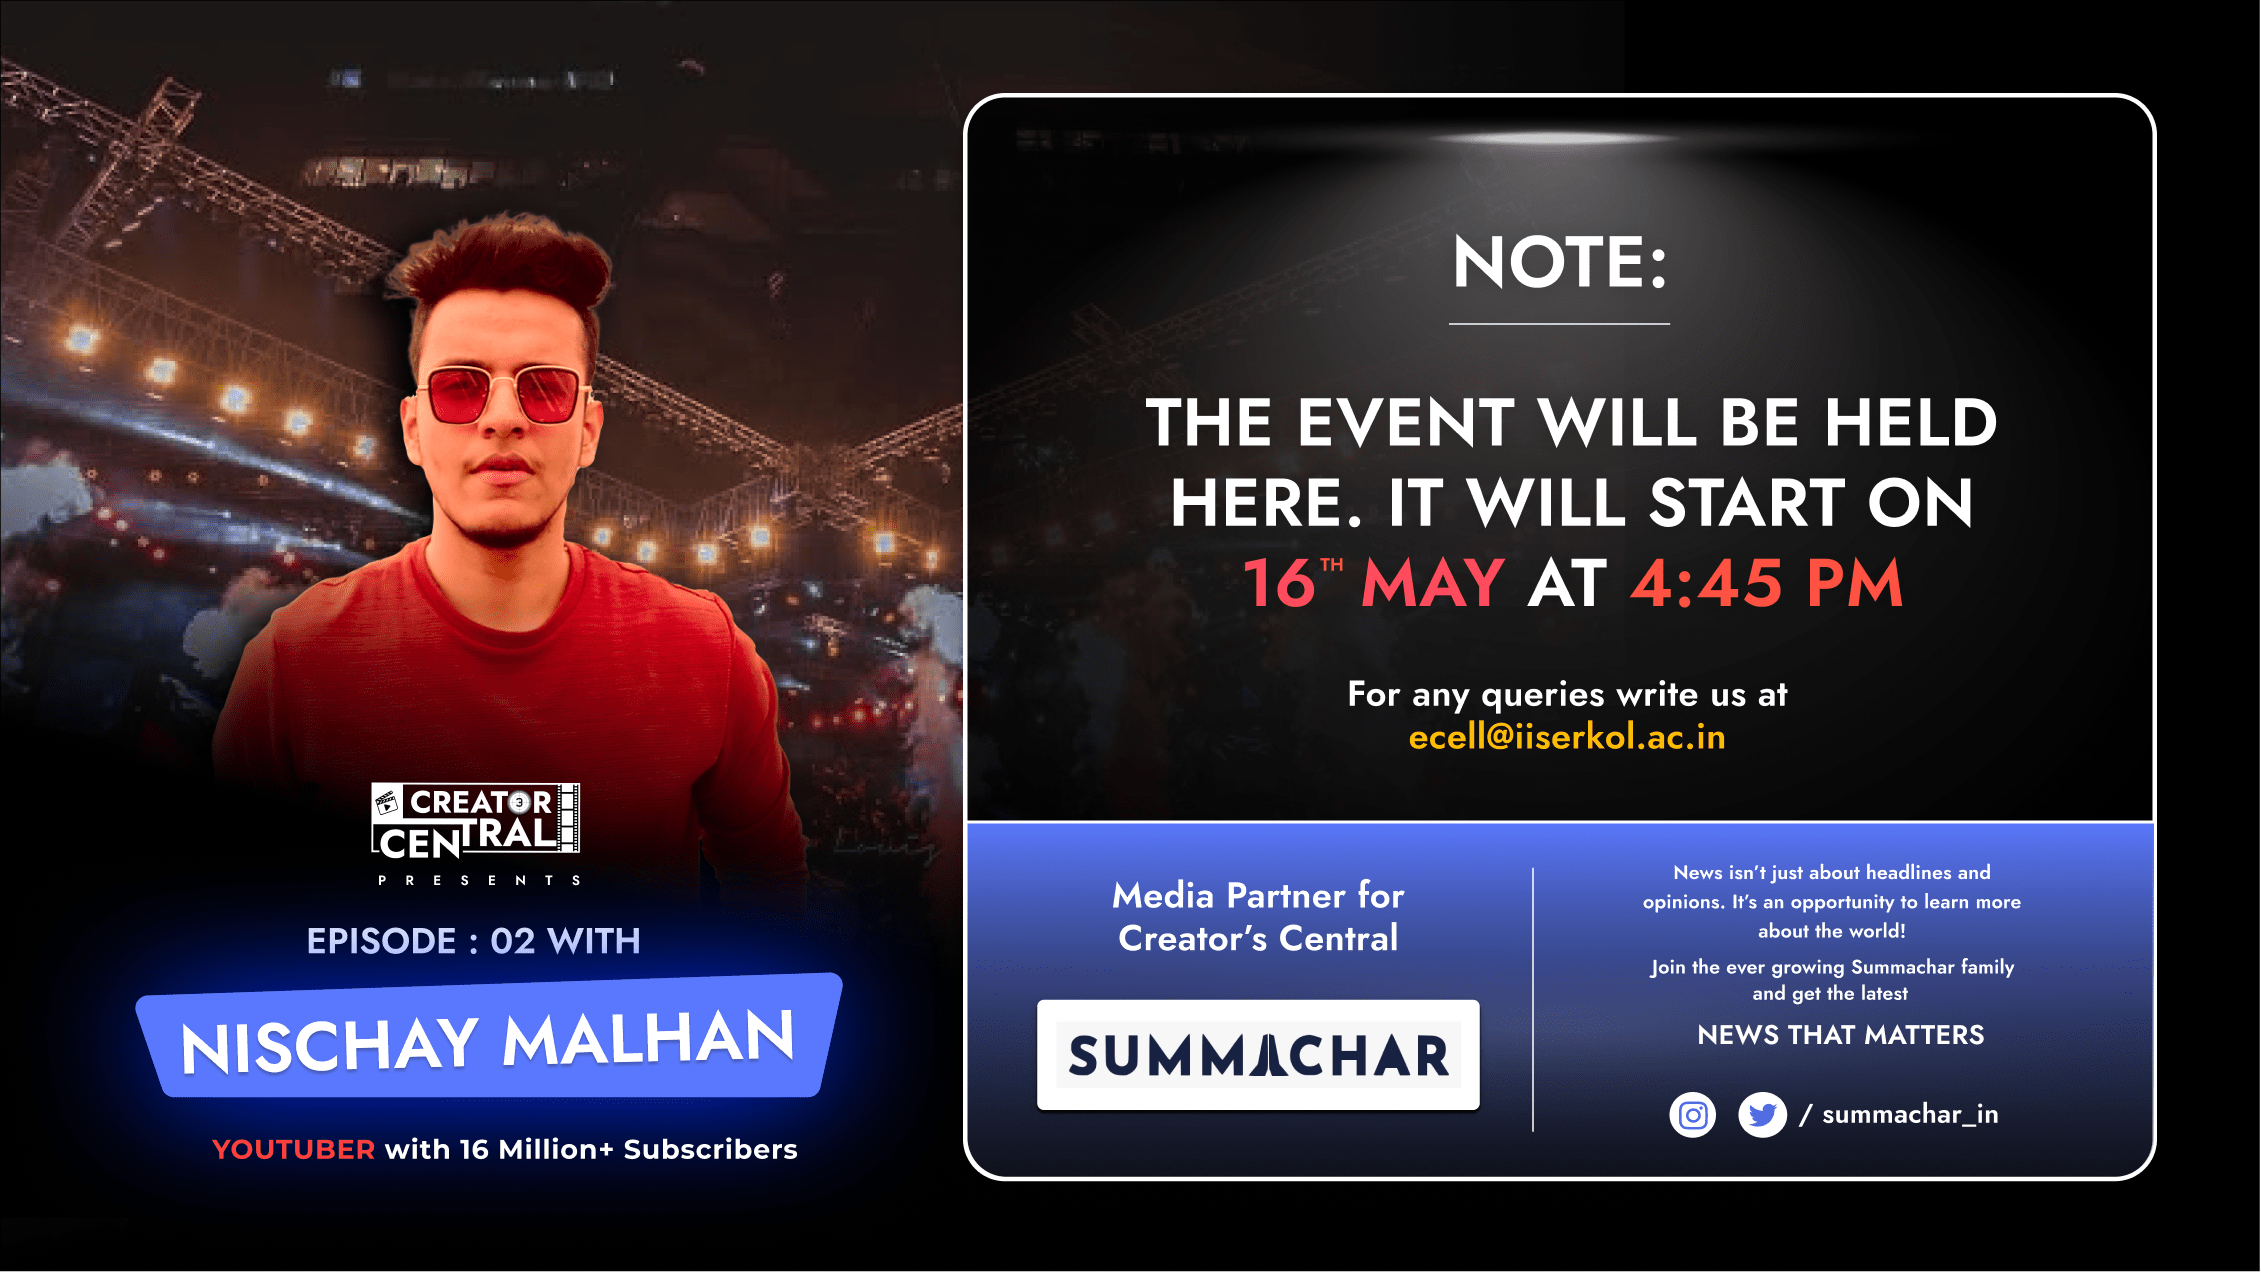 CREATOR
CENTRAL
PRESENTS
EPISODE : 02 WITH
NISCHAY MALHAN
YOUTUBER with 16 Million+ Subscribers
NOTE:
THE EVENT WILL BE HELD
HERE. IT WILL START ON
16TH MAY AT 4:45 PM
For any queries write us at
ecell@iiserkol.ac.in
Media Partner for
Creator's Central
SUMMACHAR
News isn't just about headlines and
opinions. It's an opportunity to learn more
about the world!
Join the ever growing Summachar family
and get the latest
NEWS THAT MATTERS
/ summachar_in